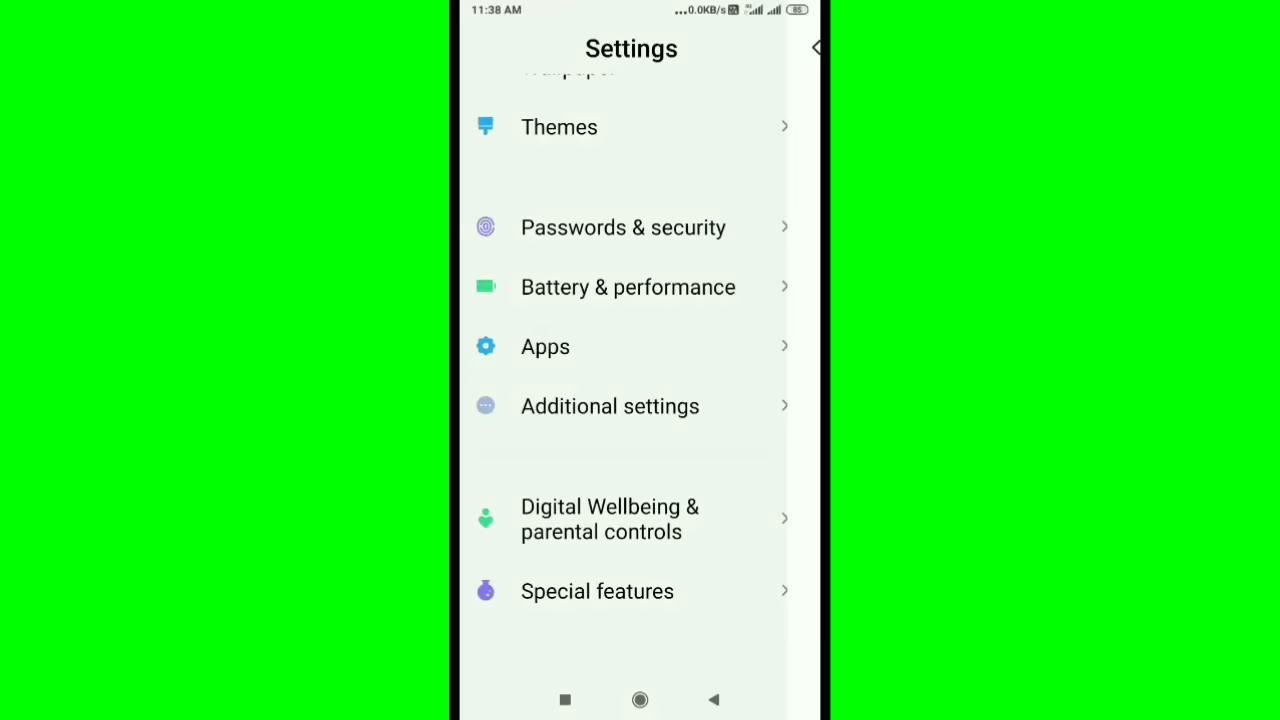 11:38 AM
...0.0KB/s
85
Settings
Themes
Passwords & security
Battery & performance
Apps
Additional settings
Digital Wellbeing &
parental controls
Special features